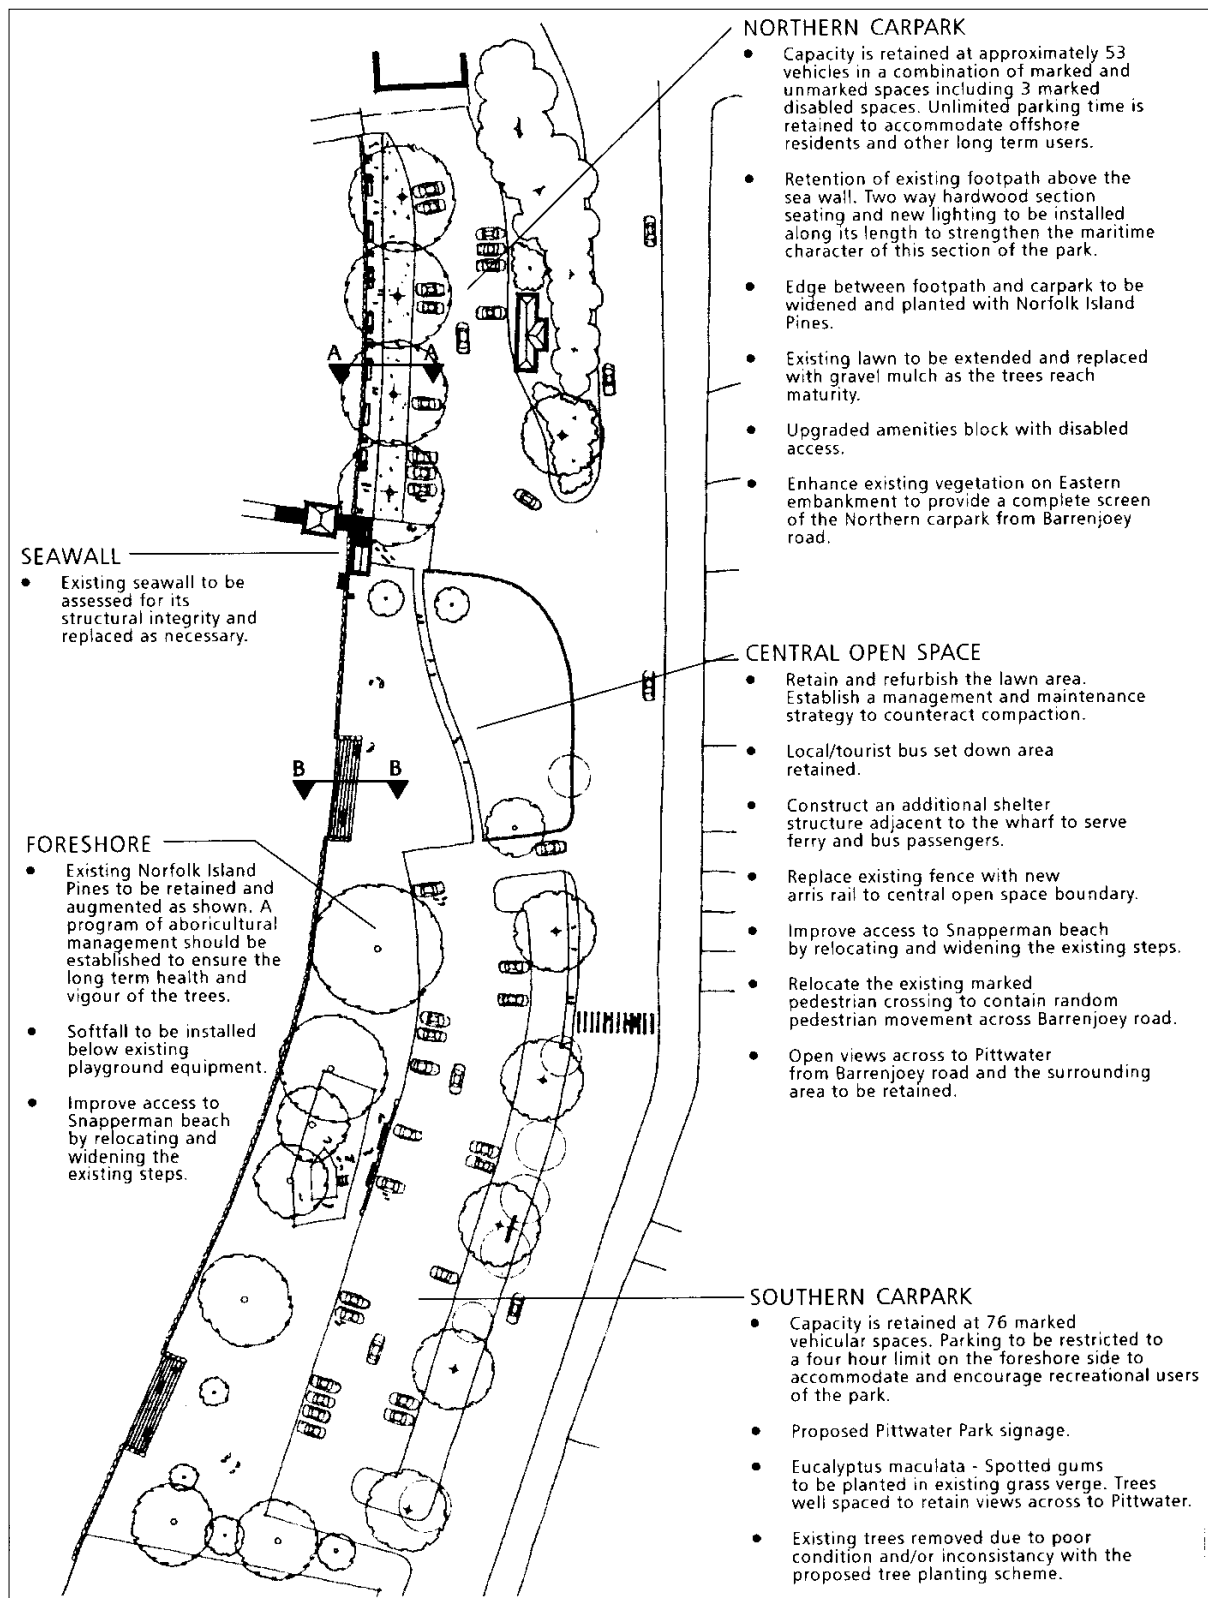 NORTHERN CARPARK
• Capacity is retained at approximately 53
vehicles in a combination of marked and
unmarked spaces including 3 marked
disabled spaces. Unlimited parking time is
retained to accommodate offshore
residents and other long term users.
• Retention of existing footpath above the
sea wall. Two way hardwood section
seating and new lighting to be installed
along its length to strengthen the maritime
character of this section of the park.
• Edge between footpath and carpark to be
widened and planted with Norfolk Island
Pines.
• Existing lawn to be extended and replaced
with gravel mulch as the trees reach
maturity.
• Upgraded amenities block with disabled
access.
• Enhance existing vegetation on Eastern
embankment to provide a complete screen
of the Northern carpark from Barrenjoey
road.
A A
SEAWALL
• Existing seawall to be
assessed for its
structural integrity and
replaced as necessary.
CENTRAL OPEN SPACE
• Retain and refurbish the lawn area.
Establish a management and maintenance
strategy to counteract compaction.
• Local/tourist bus set down area
retained.
• Construct an additional shelter
structure adjacent to the wharf to serve
ferry and bus passengers.
• Replace existing fence with new
arris rail to central open space boundary.
• Improve access to Snapperman beach
by relocating and widening the existing steps.
• Relocate the existing marked
pedestrian crossing to contain random
pedestrian movement across Barrenjoey road.
• Open views across to Pittwater
from Barrenjoey road and the surrounding
area to be retained.
B B
FORESHORE
• Existing Norfolk Island
Pines to be retained and
augmented as shown. A
program of aboricultural
management should be
established to ensure the
long term health and
vigour of the trees.
• Softfall to be installed
below existing
playground equipment.
• Improve access to
Snapperman beach
by relocating and
widening the
existing steps.
SOUTHERN CARPARK
• Capacity is retained at 76 marked
vehicular spaces. Parking to be restricted to
a four hour limit on the foreshore side to
accommodate and encourage recreational users
of the park.
• Proposed Pittwater Park signage.
• Eucalyptus maculata - Spotted gums
to be planted in existing grass verge. Trees
well spaced to retain views across to Pittwater.
• Existing trees removed due to poor
condition and/or inconsistancy with the
proposed tree planting scheme.